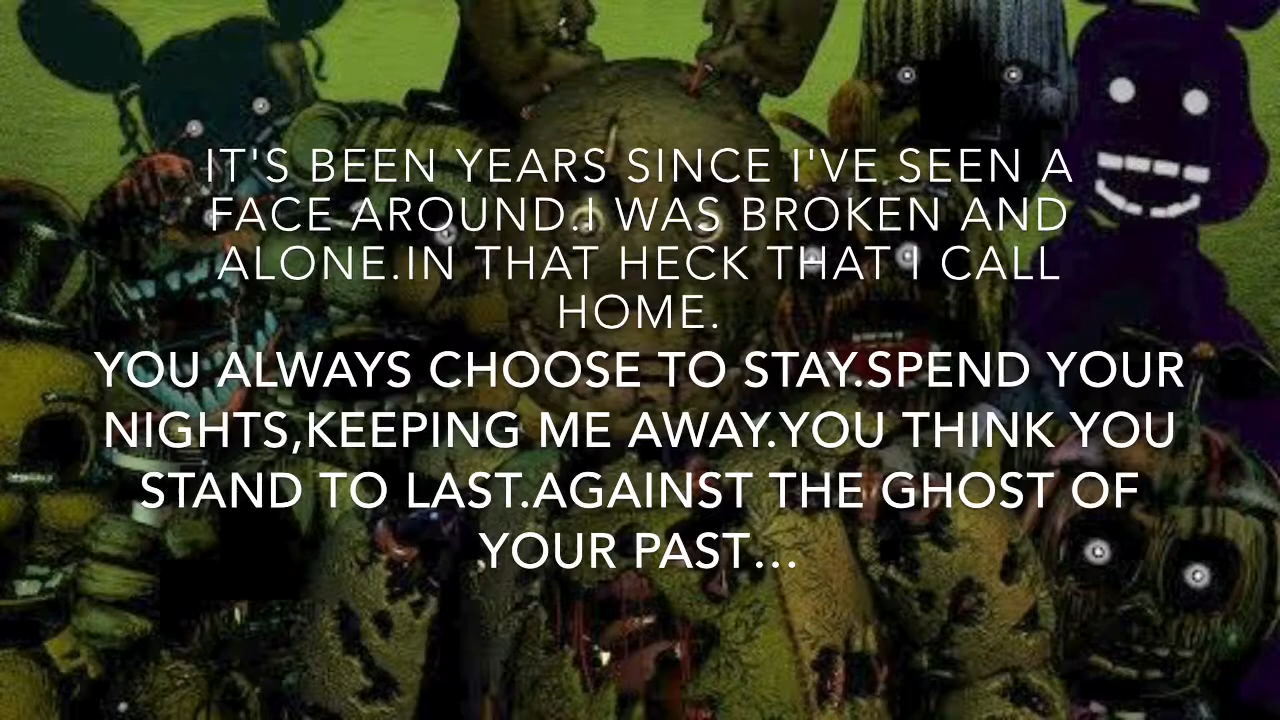 IT'S BEEN YEARS SINCE I'VE SEEN A
FACE AROUND.I WAS BROKEN AND
ALONE.IN THAT HECK THAT I CALL
HOME.
YOU ALWAYS CHOOSE TO STAY.SPEND YOUR
NIGHTS,KEEPING ME AWAY.YOU THINK YOU
STAND TO LAST.AGAINST THE GHOST OF
YOUR PAST...